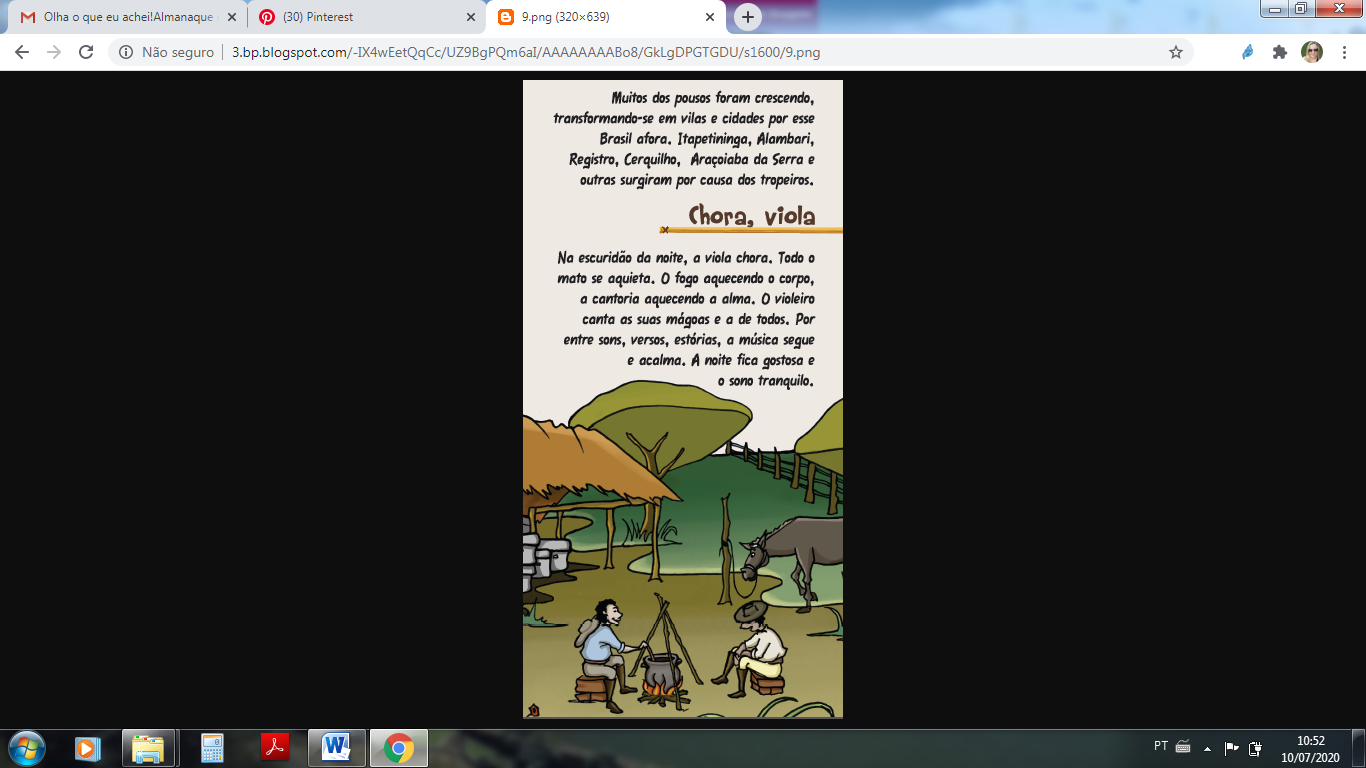 Olha o que eu achei!Almanaque
(30) Pinterest
9.png (320×639)
Não seguro
3.bp.blogspot.com/-IX4wEetQqCc/UZ9BgPQm6aI/AAAAAAAABo8/GkLgDPGTGDU/s1600/9.png
Muitos dos pousos foram crescendo,
transformando-se em vilas e cidades por esse
Brasil afora. Itapetininga, Alambari,
Registro, Cerquilho, Araçoiaba da Serra e
outras surgiram por causa dos tropeiros.
Chora, viola
Na escuridão da noite, a viola chora. Todo o
mato se aquieta. O fogo aquecendo o corpo,
a cantoria aquecendo a alma. O violeiro
canta as suas mágoas e a de todos. Por
entre sons, versos, estórias, a música segue
e acalma. A noite fica gostosa e
o sono tranquilo.
PT
10:52
10/07/2020